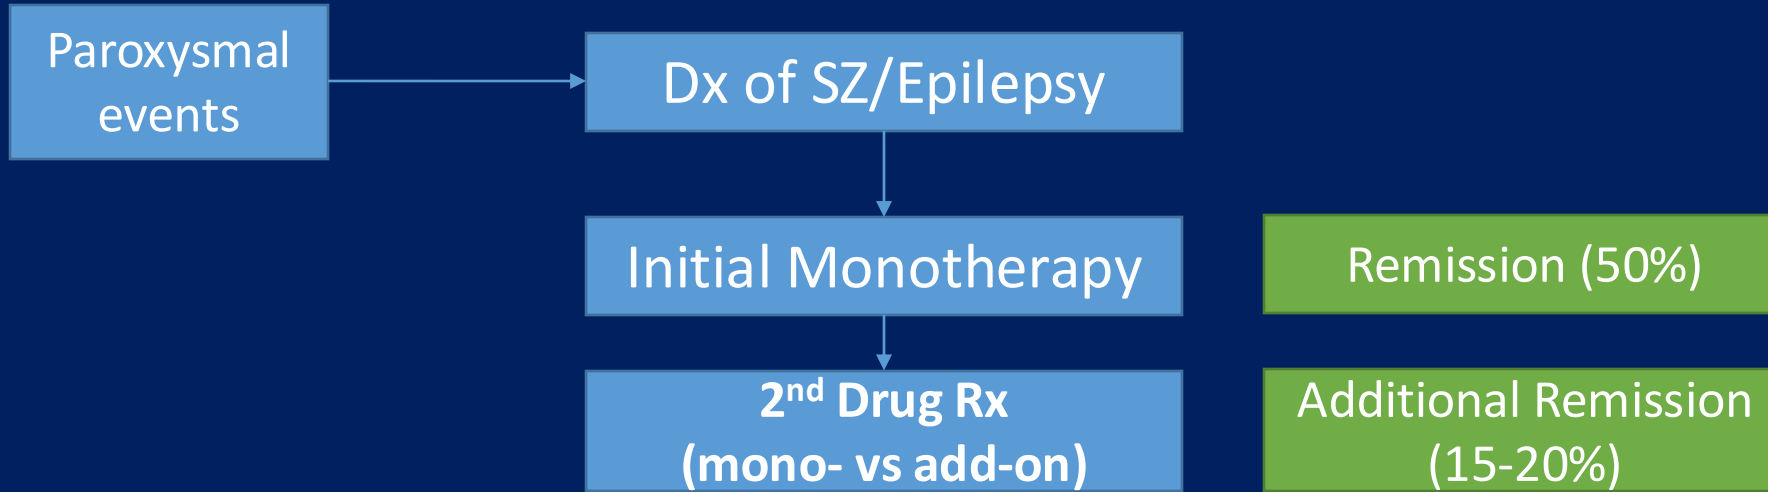 Paroxysmal
events
Dx of SZ/Epilepsy
Initial Monotherapy
Remission (50%)
2nd Drug Rx
(mono- vs add-on)
Additional Remission
(15-20%)